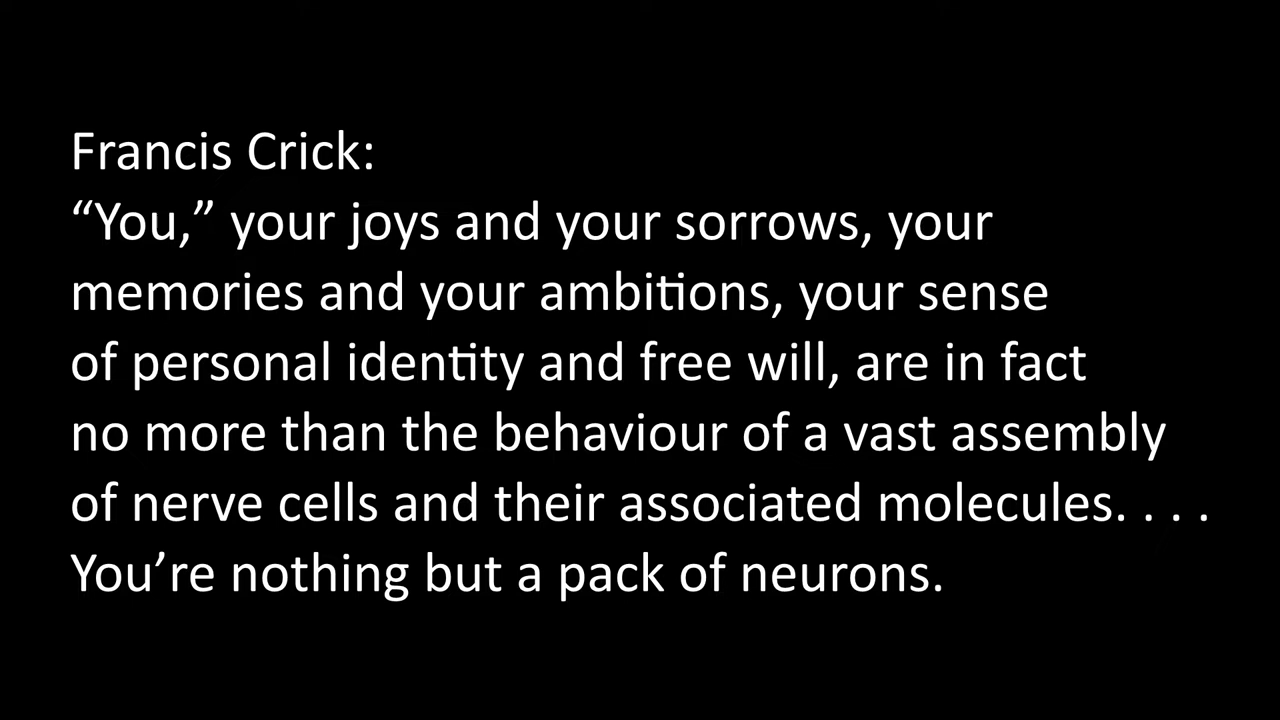 Francis Crick:
“You,” your joys and your sorrows, your
memories and your ambitions, your sense
of personal identity and free will, are in fact
no more than the behaviour of a vast assembly
of nerve cells and their associated molecules. . . .
You’re nothing but a pack of neurons.